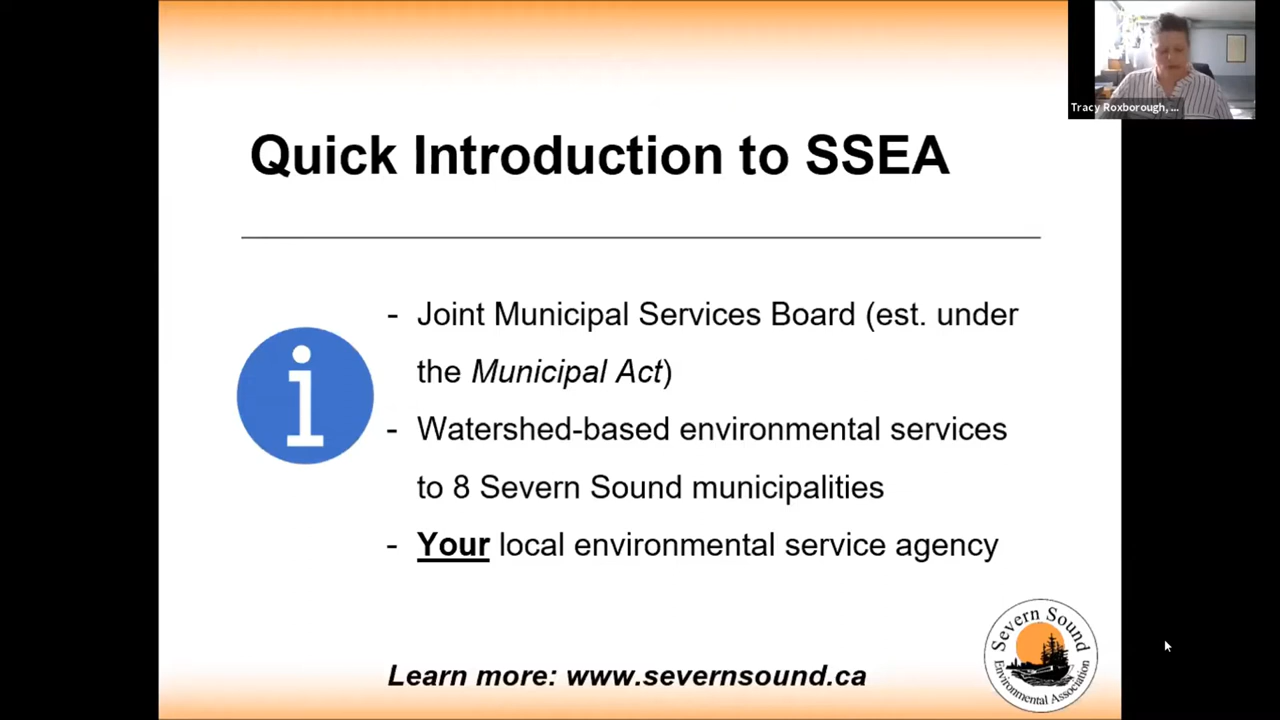 Tracy Roxborough, ...
Quick Introduction to SSEA
- Joint Municipal Services Board (est. under
the Municipal Act)
- Watershed-based environmental services
to 8 Severn Sound municipalities
- Your local environmental service agency
Learn more: www.severnsound.ca
Severn Sound
Environmental Association